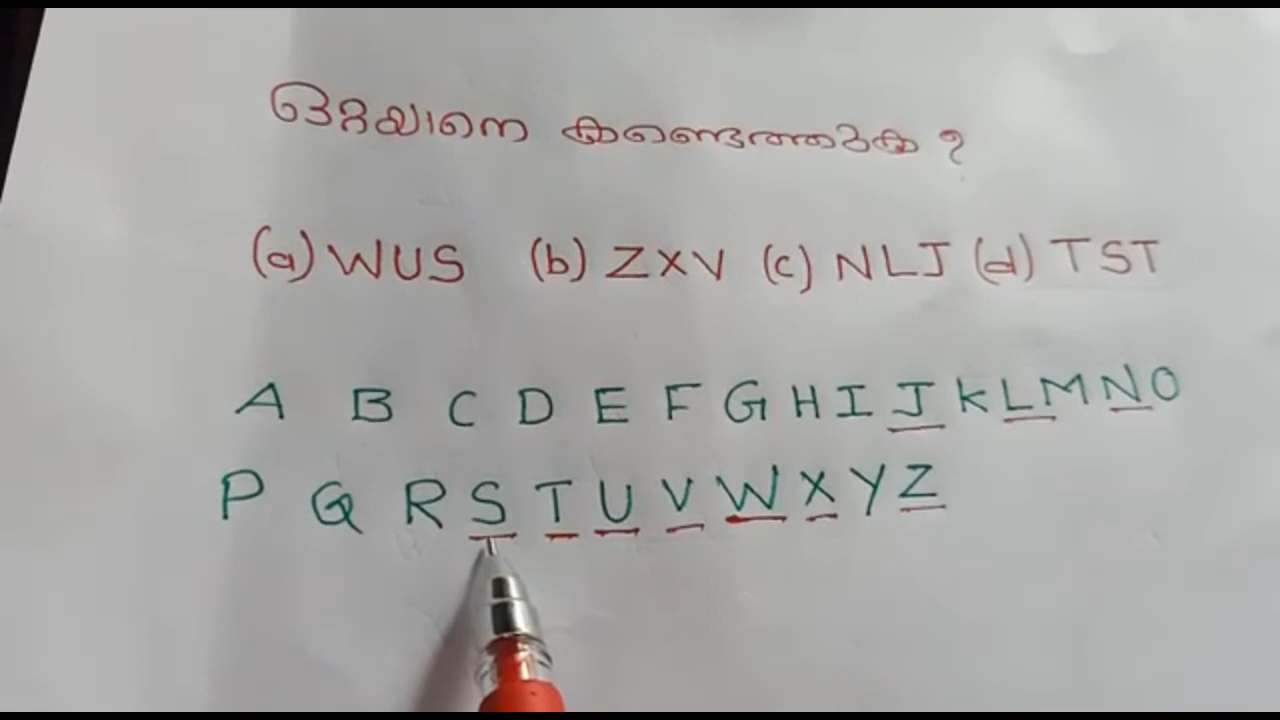 ഒറ്റയാനെ കണ്ടെത്തുക ?
(a) WUS (b) ZXV (c) NLJ (d) TST
A B C D E F G H I J K L M N O
P Q R S T U V W X Y Z